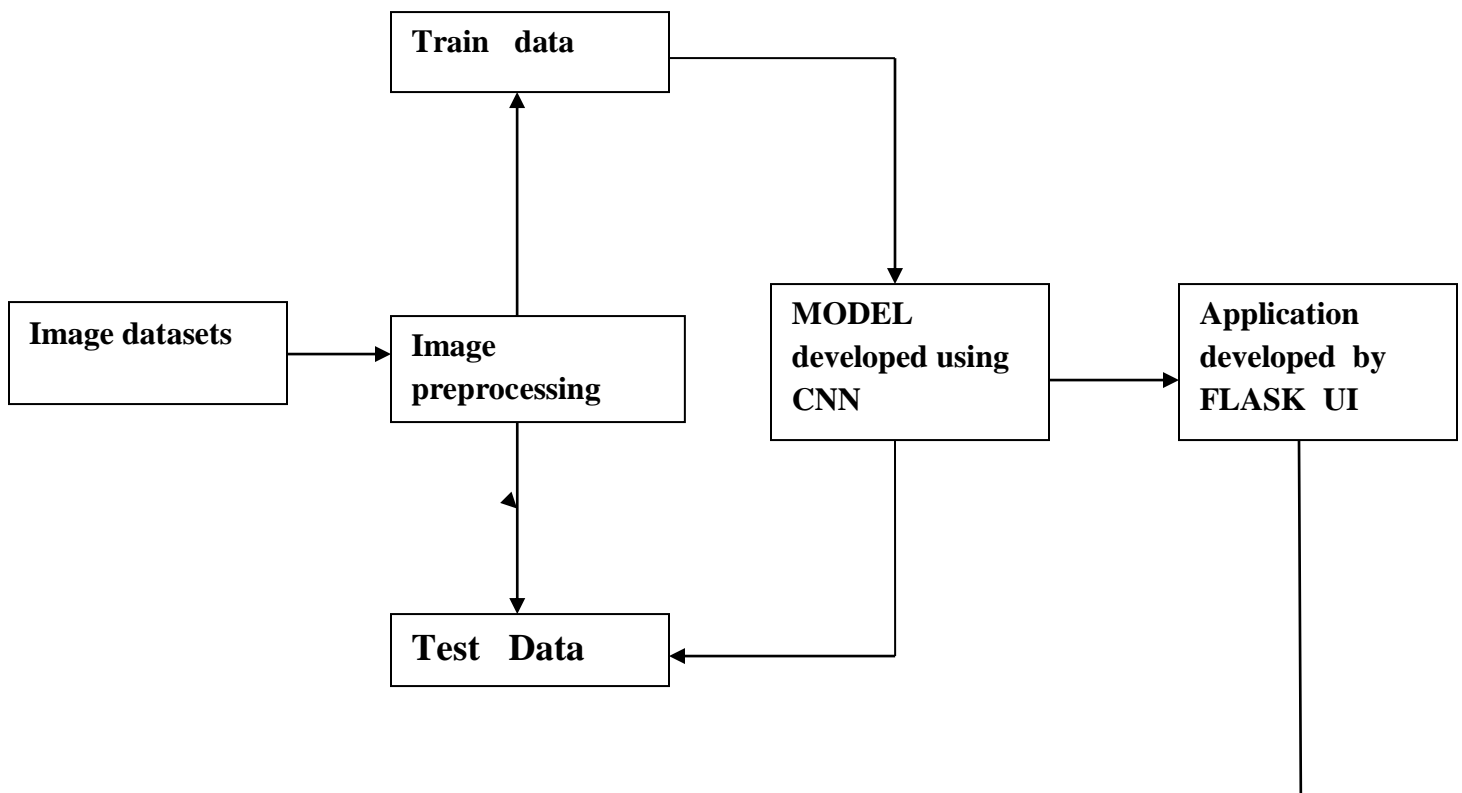 Train data
Image datasets
Image
preprocessing
MODEL
developed using
CNN
Application
developed by
FLASK UI
Test Data